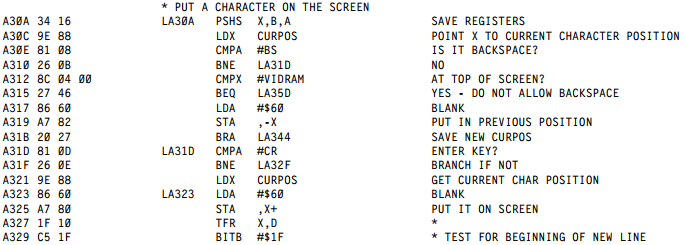 * PUT A CHARACTER ON THE SCREEN
A30A 34 16 LA30A PSHS X,B,A SAVE REGISTERS
A30C 9E 88 LDX CURPOS POINT X TO CURRENT CHARACTER POSITION
A30E 81 08 CMPA #BS IS IT BACKSPACE?
A310 26 0B BNE LA31D NO
A312 8C 04 00 CMPX #VIDRAM AT TOP OF SCREEN?
A315 27 46 BEQ LA35D YES - DO NOT ALLOW BACKSPACE
A317 86 60 LDA #$60 BLANK
A319 A7 82 STA ,-X PUT IN PREVIOUS POSITION
A31B 20 27 BRA LA344 SAVE NEW CURPOS
A31D 81 0D LA31D CMPA #CR ENTER KEY?
A31F 26 0E BNE LA32F BRANCH IF NOT
A321 9E 88 LDX CURPOS GET CURRENT CHAR POSITION
A323 86 60 LA323 LDA #$60 BLANK
A325 A7 80 STA ,X+ PUT IT ON SCREEN
A327 1F 10 TFR X,D *
A329 C5 1F BITB #$1F * TEST FOR BEGINNING OF NEW LINE